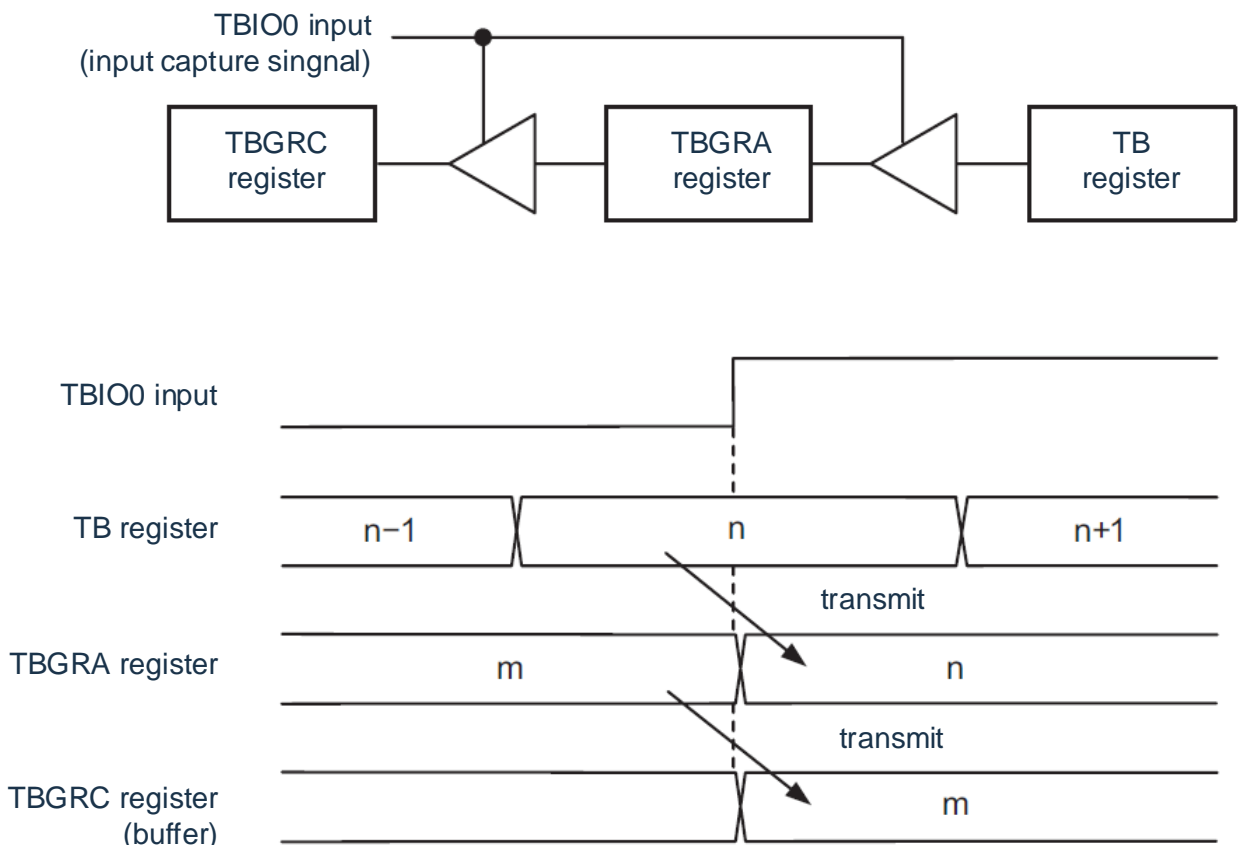 TBIO0 input
(input capture singnal)
TBGRC
register
TBGRA
register
TB
register
TBIO0 input
TB register
n−1
n
n+1
transmit
TBGRA register
m
n
transmit
TBGRC register
(buffer)
m